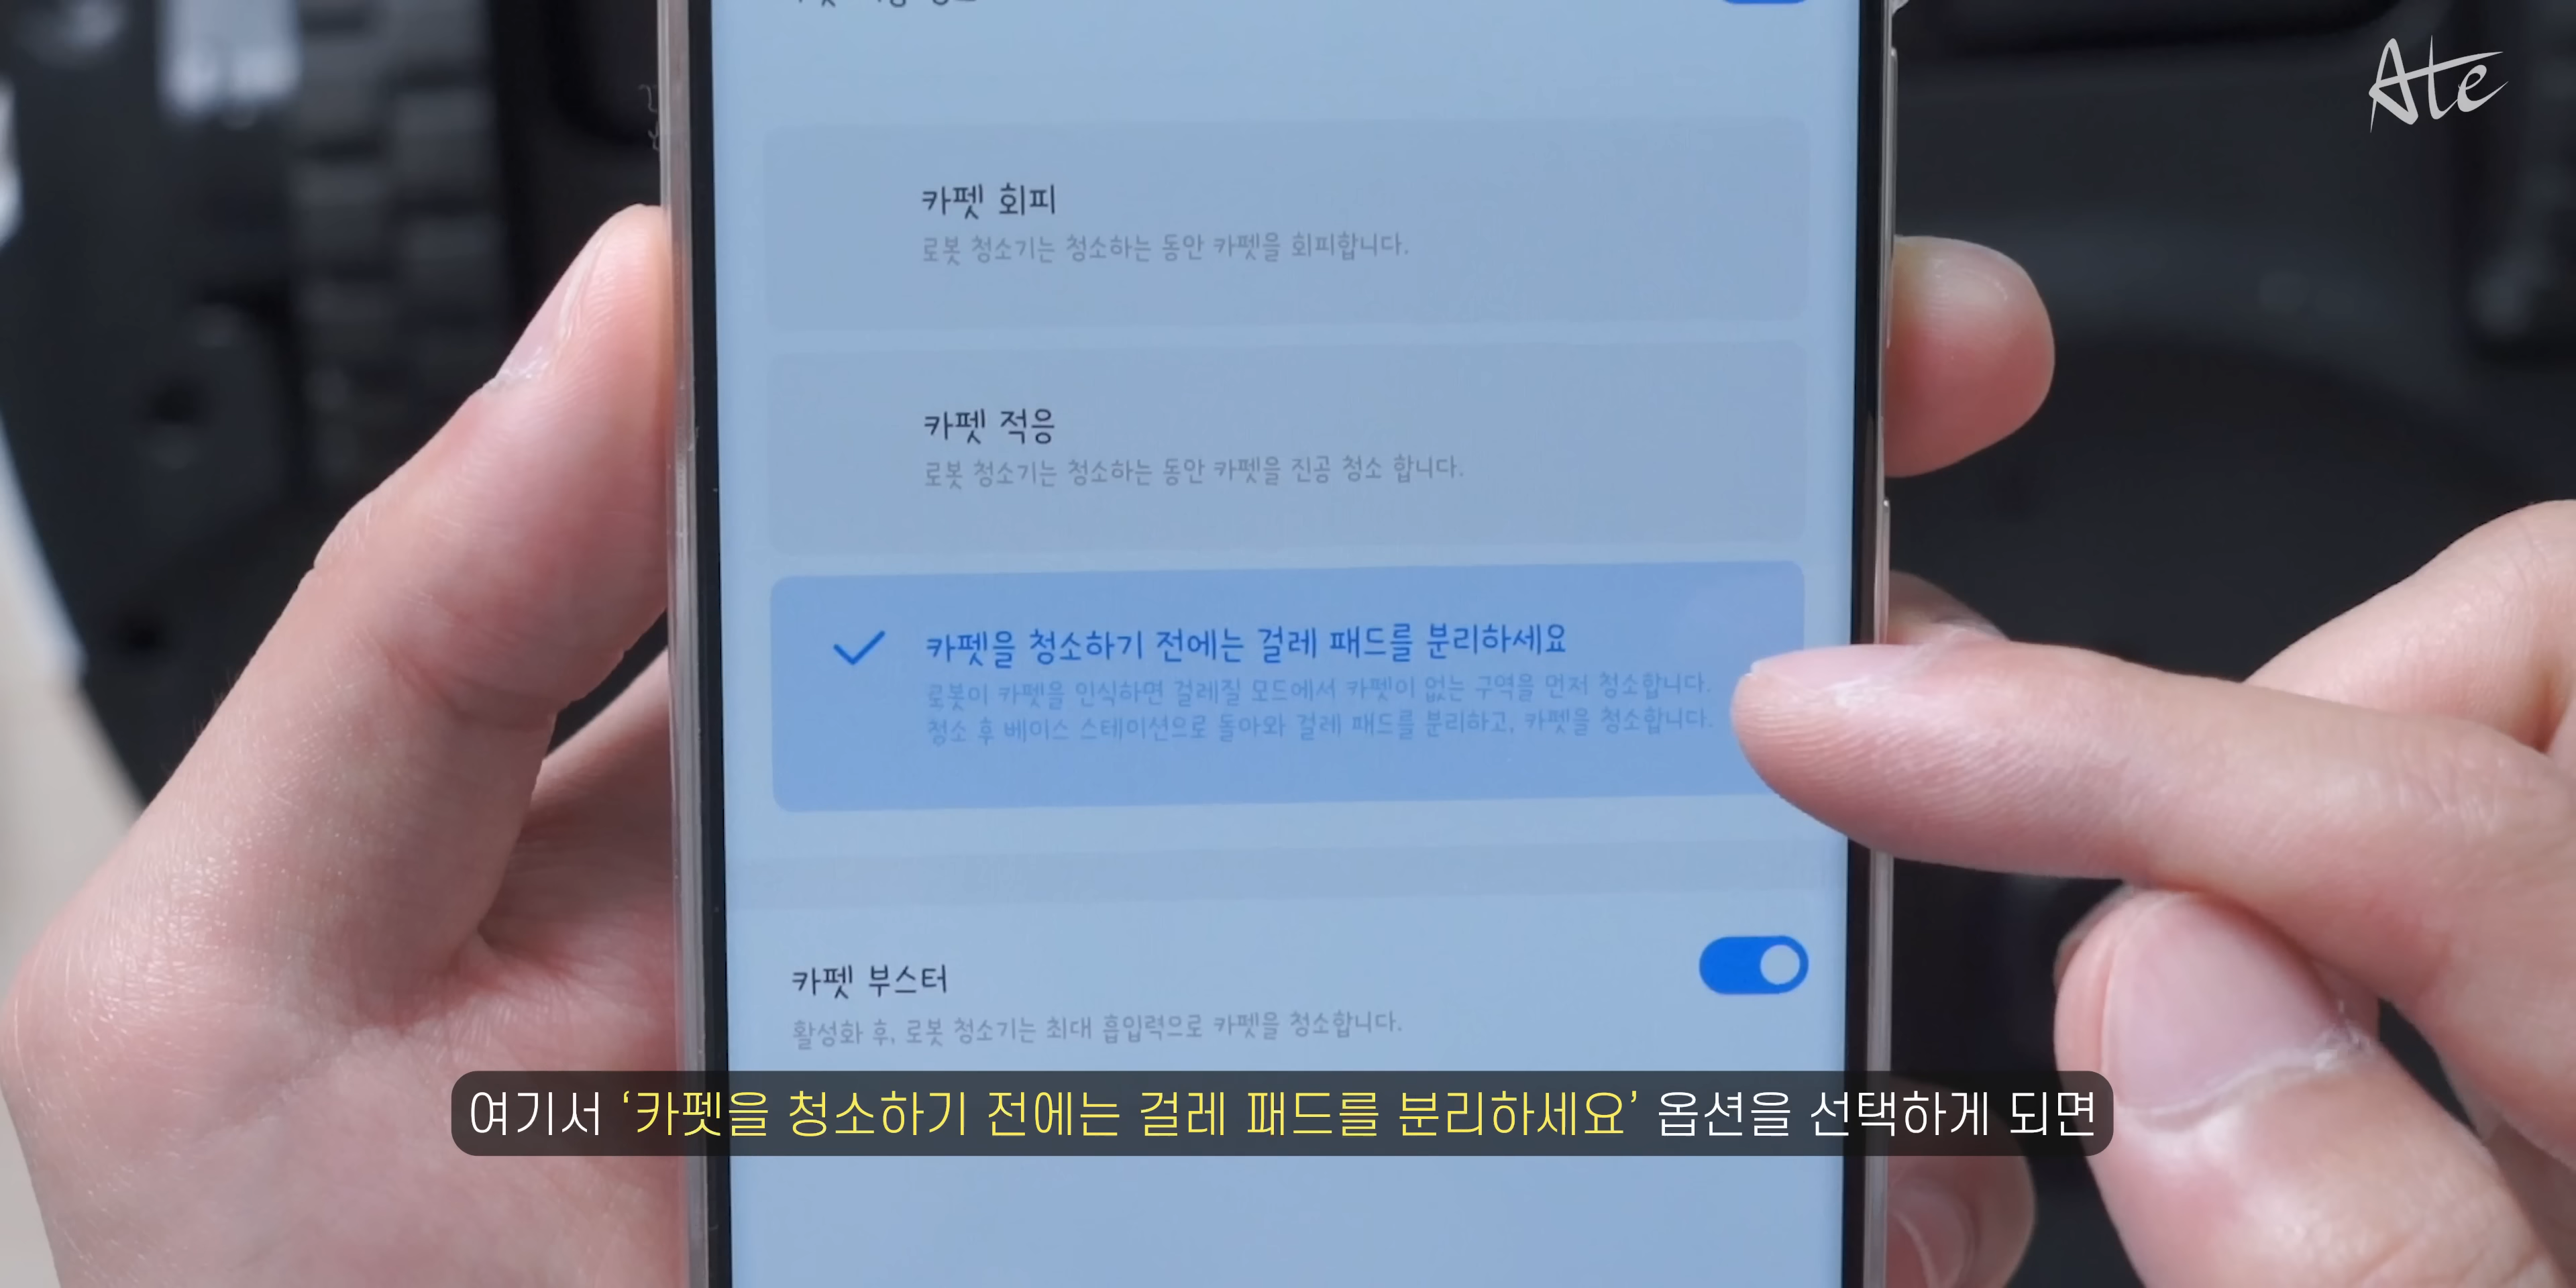 Ate
카펫 회피
로봇 청소기는 청소하는 동안 카펫을 회피합니다.
카펫 적응
로봇 청소기는 청소하는 동안 카펫을 진공 청소 합니다.
카펫을 청소하기 전에는 걸레 패드를 분리하세요
로봇이 카펫을 인식하면 걸레질 모드에서 카펫이 없는 구역을 먼저 청소합니다.
청소 후 베이스 스테이션으로 돌아와 걸레 패드를 분리하고, 카펫을 청소합니다.
카펫 부스터
활성화 후, 로봇 청소기는 최대 흡입력으로 카펫을 청소합니다.
여기서 ‘카펫을 청소하기 전에는 걸레 패드를 분리하세요’ 옵션을 선택하게 되면